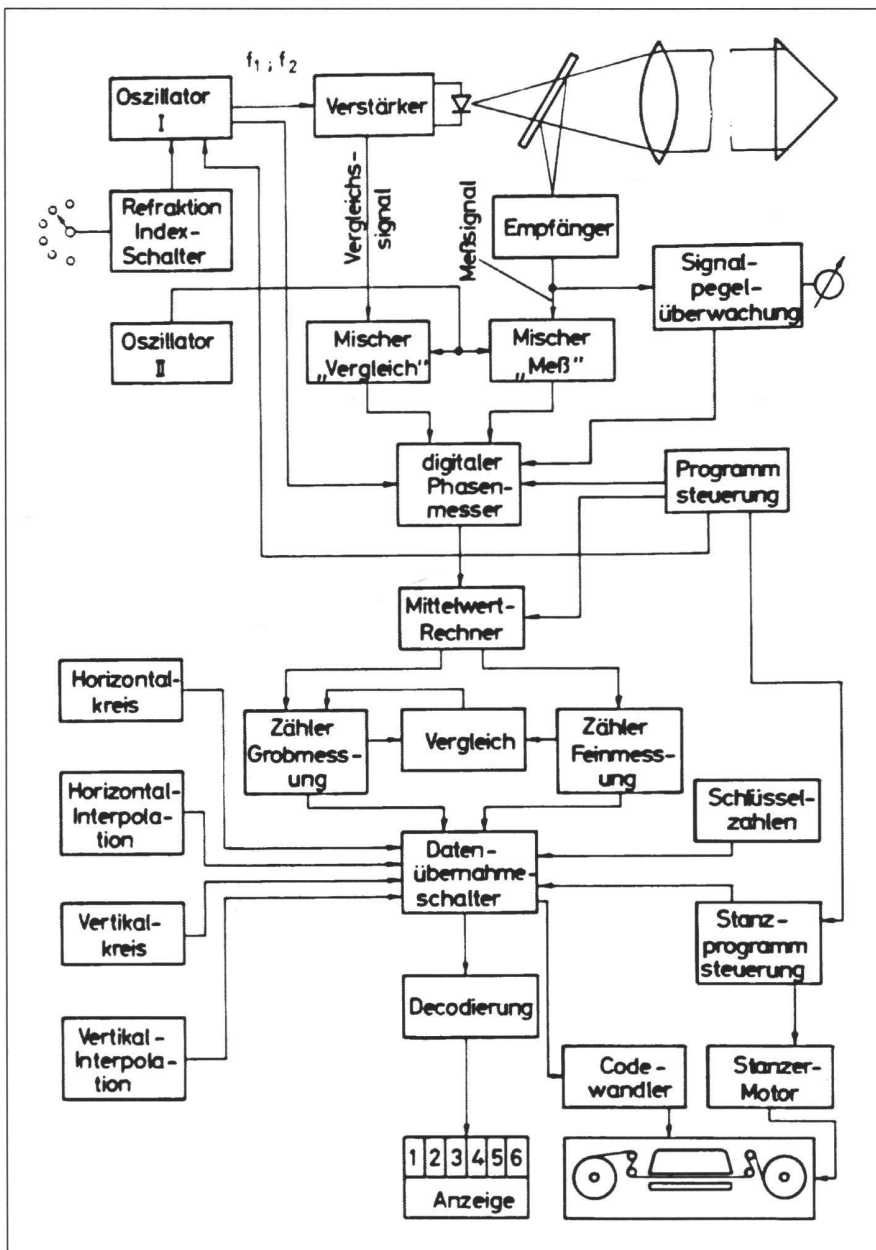 f₁ ; f₂
Oszillator
I
Verstärker
Refraktion
Index-
Schalter
Vergleichs-
signal
Empfänger
Meßsignal
Signal-
pegel-
überwachung
Oszillator
II
Mischer
„Vergleich"
Mischer
„Meß"
digitaler
Phasen-
messer
Programm
steuerung
Mittelwert-
Rechner
Horizontal-
kreis
Zähler
Grobmess-
ung
Vergleich
Zähler
Feinmess-
ung
Horizontal-
Interpola-
tion
Schlüssel-
zahlen
Daten-
übernahme-
schalter
Vertikal-
kreis
Stanz-
programm
steuerung
Decodierung
Vertikal-
Interpola-
tion
Code-
wandler
Stanzer-
Motor
1 2 3 4 5 6
Anzeige